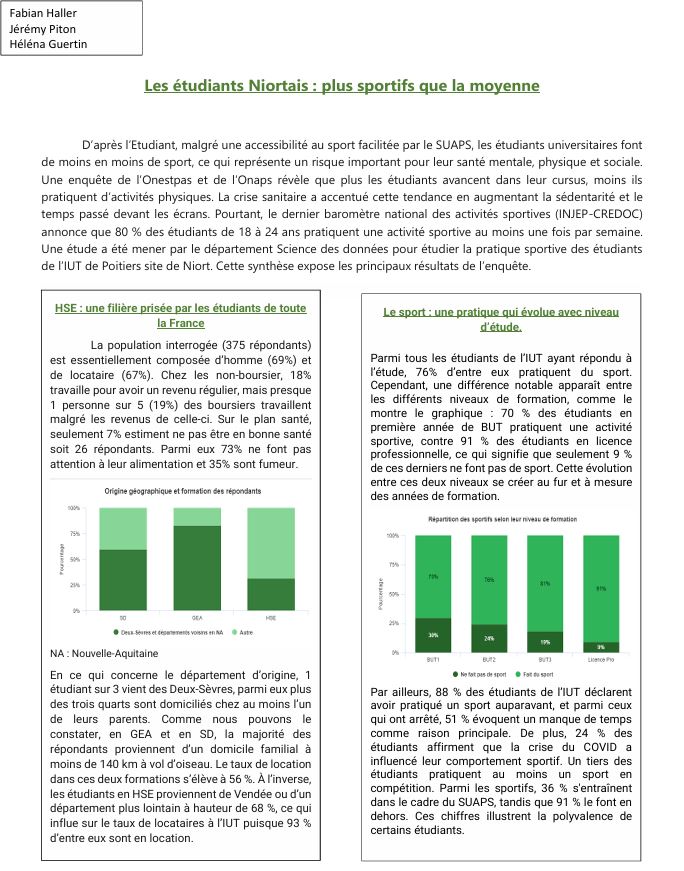 Fabian Haller
Jérémy Piton
Héléna Guertin
Les étudiants Niortais : plus sportifs que la moyenne
D’après l’Etudiant, malgré une accessibilité au sport facilitée par le SUAPS, les étudiants universitaires font
de moins en moins de sport, ce qui représente un risque important pour leur santé mentale, physique et sociale.
Une enquête de l’Onestpas et de l’Onaps révèle que plus les étudiants avancent dans leur cursus, moins ils
pratiquent d’activités physiques. La crise sanitaire a accentué cette tendance en augmentant la sédentarité et le
temps passé devant les écrans. Pourtant, le dernier baromètre national des activités sportives (INJEP-CREDOC)
annonce que 80 % des étudiants de 18 à 24 ans pratiquent une activité sportive au moins une fois par semaine.
Une étude a été mener par le département Science des données pour étudier la pratique sportive des étudiants
de l’IUT de Poitiers site de Niort. Cette synthèse expose les principaux résultats de l’enquête.
HSE : une filière prisée par les étudiants de toute
la France
La population interrogée (375 répondants)
est essentiellement composée d’homme (69%) et
de locataire (67%). Chez les non-boursier, 18%
travaille pour avoir un revenu régulier, mais presque
1 personne sur 5 (19%) des boursiers travaillent
malgré les revenus de celle-ci. Sur le plan santé,
seulement 7% estiment ne pas être en bonne santé
soit 26 répondants. Parmi eux 73% ne font pas
attention à leur alimentation et 35% sont fumeur.
Origine géographique et formation des répondants
100%
75%
50%
25%
0%
Pourcentage
SD
GEA
HSE
Deux-Sèvres et départements voisins en NA
Autre
NA : Nouvelle-Aquitaine
En ce qui concerne le département d’origine, 1
étudiant sur 3 vient des Deux-Sèvres, parmi eux plus
des trois quarts sont domiciliés chez au moins l’un
de leurs parents. Comme nous pouvons le
constater, en GEA et en SD, la majorité des
répondants proviennent d’un domicile familial à
moins de 140 km à vol d’oiseau. Le taux de location
dans ces deux formations s’élève à 56 %. À l’inverse,
les étudiants en HSE proviennent de Vendée ou d’un
département plus lointain à hauteur de 68 %, ce qui
influe sur le taux de locataires à l’IUT puisque 93 %
d’entre eux sont en location.
Le sport : une pratique qui évolue avec niveau
d’étude.
Parmi tous les étudiants de l’IUT ayant répondu à
l’étude, 76% d’entre eux pratiquent du sport.
Cependant, une différence notable apparaît entre
les différents niveaux de formation, comme le
montre le graphique : 70 % des étudiants en
première année de BUT pratiquent une activité
sportive, contre 91 % des étudiants en licence
professionnelle, ce qui signifie que seulement 9 %
de ces derniers ne font pas de sport. Cette évolution
entre ces deux niveaux se créer au fur et à mesure
des années de formation.
Répartition des sportifs selon leur niveau de formation
100%
75%
50%
25%
0%
Pourcentage
70%
76%
81%
91%
30%
24%
19%
9%
BUT1
BUT2
BUT3
Licence Pro
Ne fait pas de sport
Fait du sport
Par ailleurs, 88 % des étudiants de l’IUT déclarent
avoir pratiqué un sport auparavant, et parmi ceux
qui ont arrêté, 51 % évoquent un manque de temps
comme raison principale. De plus, 24 % des
étudiants affirment que la crise du COVID a
influencé leur comportement sportif. Un tiers des
étudiants pratiquent au moins un sport en
compétition. Parmi les sportifs, 36 % s’entraînent
dans le cadre du SUAPS, tandis que 91 % le font en
dehors. Ces chiffres illustrent la polyvalence de
certains étudiants.